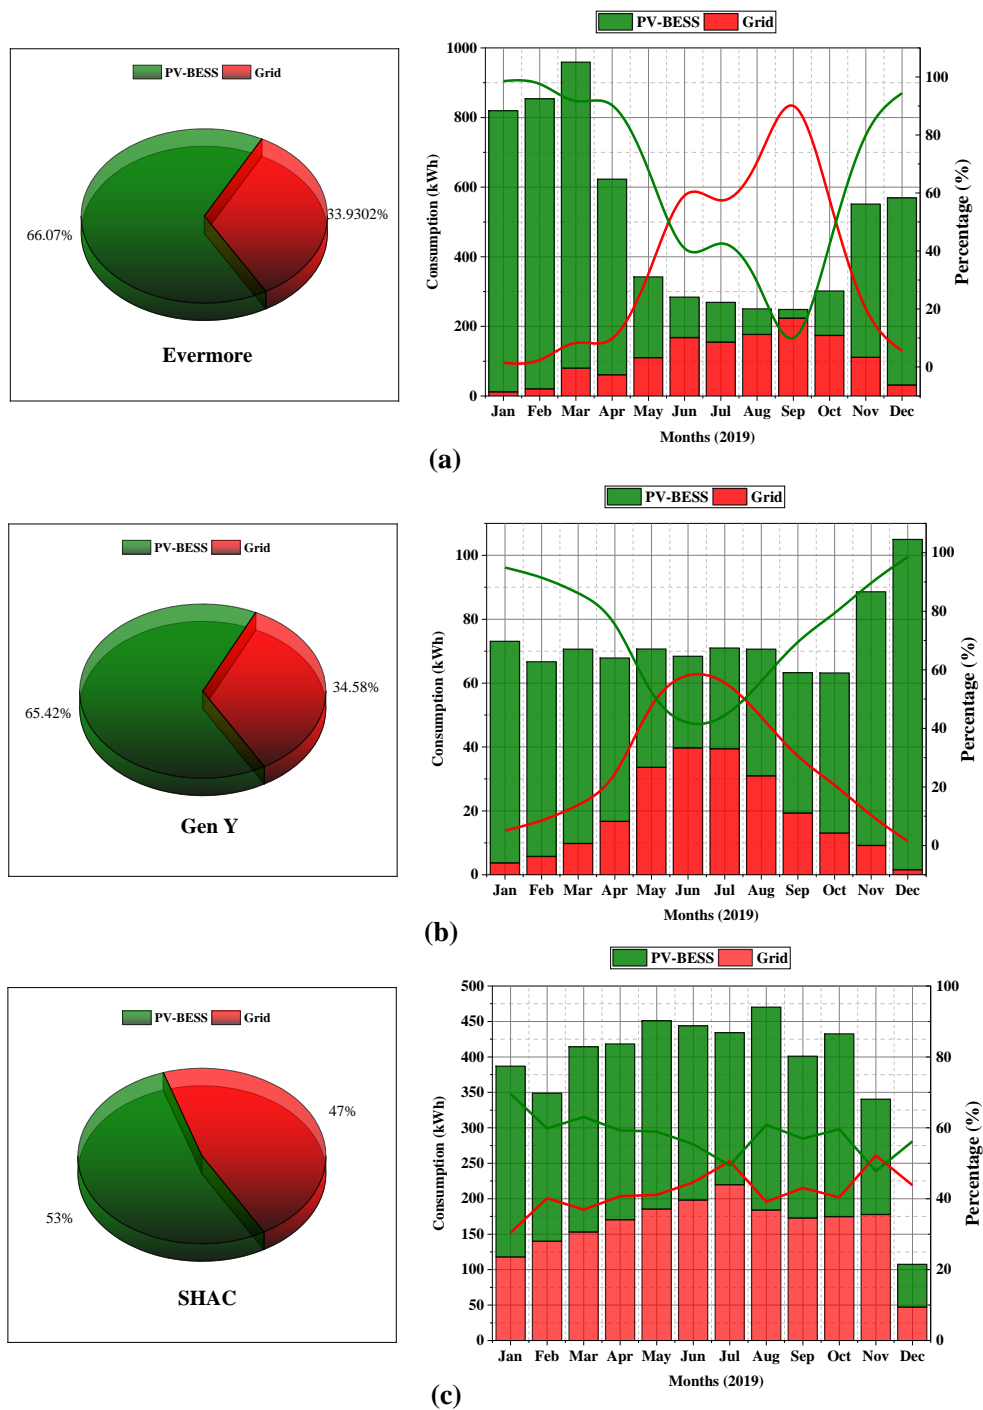 PV-BESS Grid
66.07%
33.9302%
Evermore
PV-BESS Grid
Consumption (kWh)
1000
800
600
400
200
0
Percentage (%)
100
80
60
40
20
0
Jan Feb Mar Apr May Jun Jul Aug Sep Oct Nov Dec
Months (2019)
(a)
PV-BESS Grid
65.42%
34.58%
Gen Y
PV-BESS Grid
Consumption (kWh)
100
80
60
40
20
0
Percentage (%)
100
80
60
40
20
0
Jan Feb Mar Apr May Jun Jul Aug Sep Oct Nov Dec
Months (2019)
(b)
PV-BESS Grid
47%
53%
SHAC
PV-BESS Grid
Consumption (kWh)
500
450
400
350
300
250
200
150
100
50
0
Percentage (%)
100
80
60
40
20
0
Jan Feb Mar Apr May Jun Jul Aug Sep Oct Nov Dec
Months (2019)
(c)